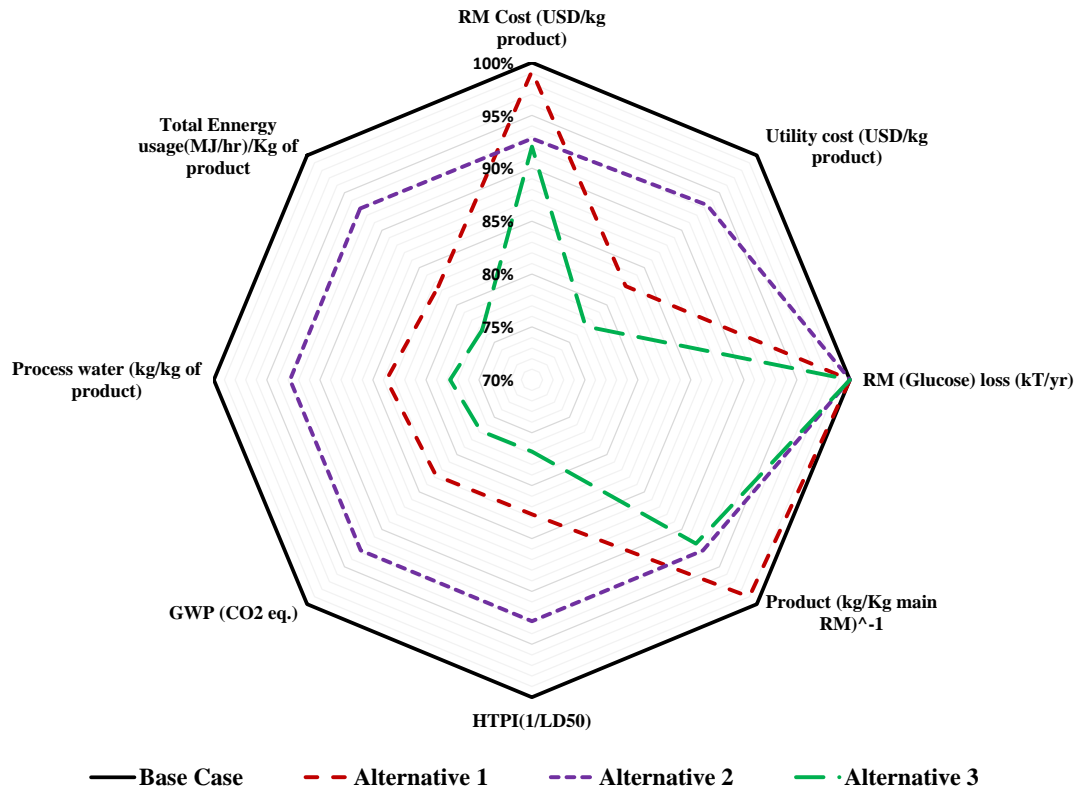 RM Cost (USD/kg
product)
100%
95%
90%
85%
80%
75%
70%
Utility cost (USD/kg
product)
RM (Glucose) loss (kT/yr)
Product (kg/Kg main
RM)^-1
HTPI(1/LD50)
GWP (CO2 eq.)
Process water (kg/kg of
product)
Total Ennergy
usage(MJ/hr)/Kg of
product
Base Case
Alternative 1
Alternative 2
Alternative 3